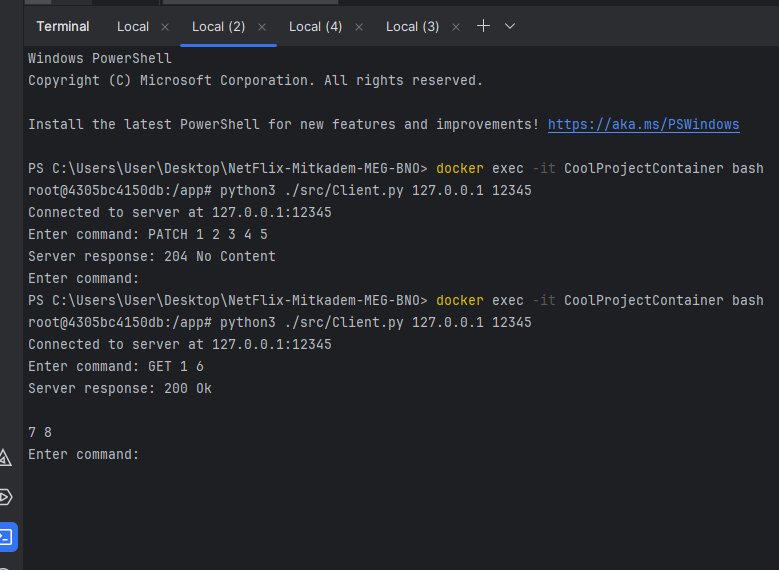 Terminal Local Local (2) Local (4) Local (3)
Windows PowerShell
Copyright (C) Microsoft Corporation. All rights reserved.
Install the latest PowerShell for new features and improvements! https://aka.ms/PSWindows
PS C:\Users\User\Desktop\NetFlix-Mitkadem-MEG-BNO> docker exec -it CoolProjectContainer bash
root@4305bc4150db:/app# python3 ./src/Client.py 127.0.0.1 12345
Connected to server at 127.0.0.1:12345
Enter command: PATCH 1 2 3 4 5
Server response: 204 No Content
Enter command:
PS C:\Users\User\Desktop\NetFlix-Mitkadem-MEG-BNO> docker exec -it CoolProjectContainer bash
root@4305bc4150db:/app# python3 ./src/Client.py 127.0.0.1 12345
Connected to server at 127.0.0.1:12345
Enter command: GET 1 6
Server response: 200 Ok
7 8
Enter command: